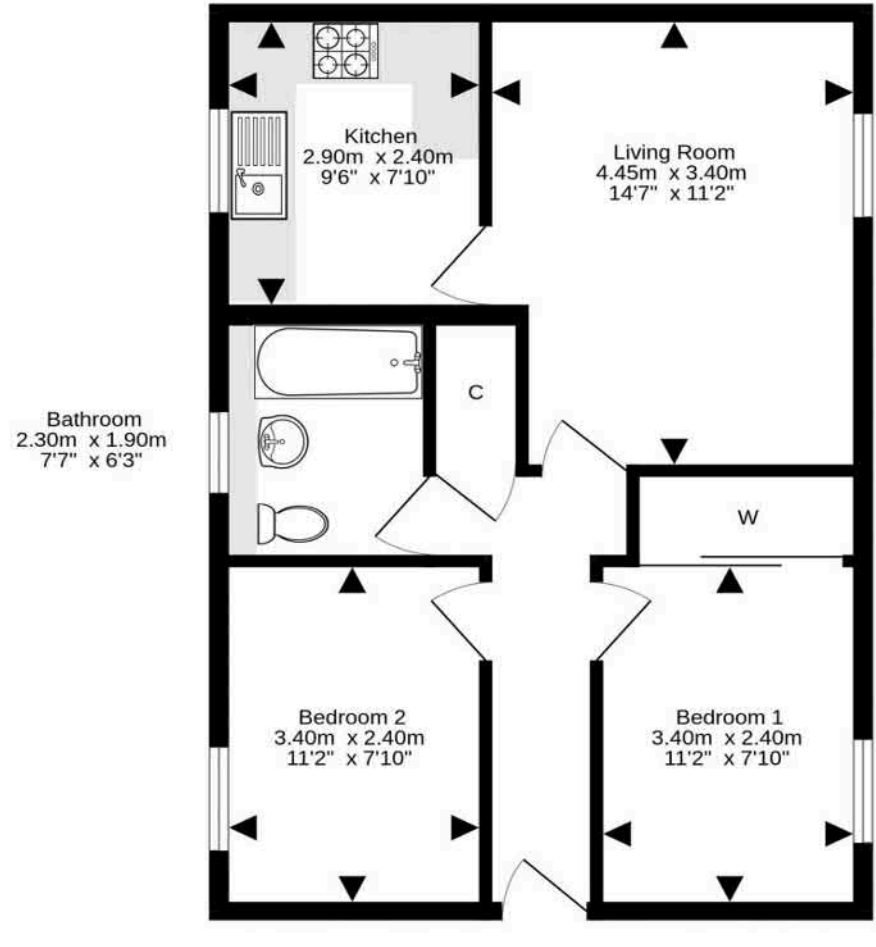 Kitchen
2.90m x 2.40m
9'6" x 7'10"
Living Room
4.45m x 3.40m
14'7" x 11'2"
C
Bathroom
2.30m x 1.90m
7'7" x 6'3"
W
Bedroom 2
3.40m x 2.40m
11'2" x 7'10"
Bedroom 1
3.40m x 2.40m
11'2" x 7'10"